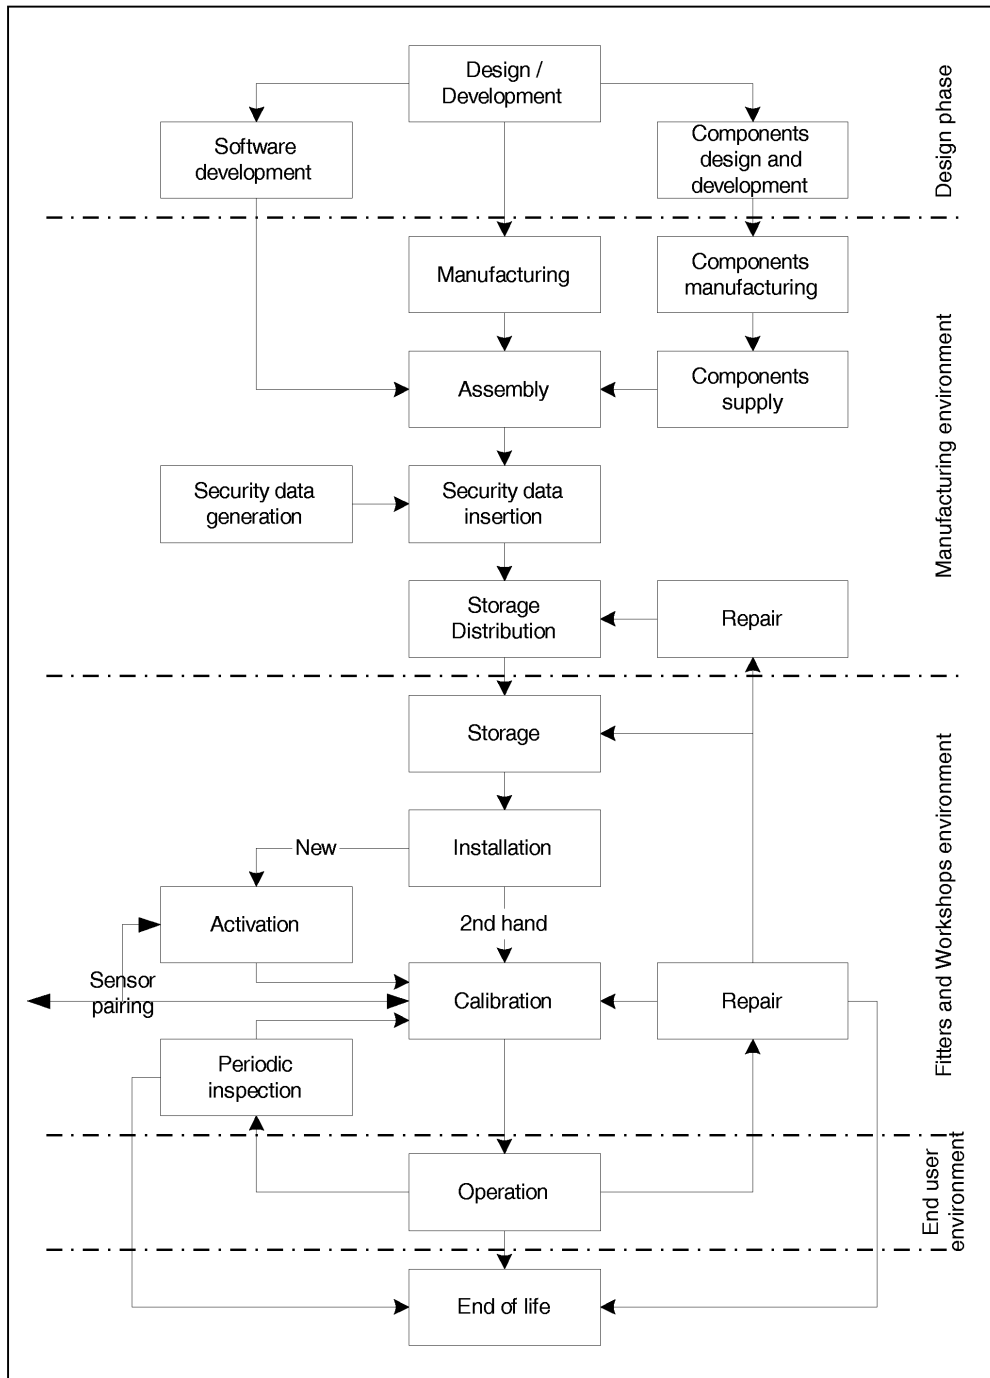 Design /
Development
Software
development
Components
design and
development
Design phase
Manufacturing
Components
manufacturing
Assembly
Components
supply
Manufacturing environment
Security data
generation
Security data
insertion
Storage
Distribution
Repair
Storage
New
Installation
Activation
2nd hand
Sensor
pairing
Calibration
Repair
Fitters and Workshops environment
Periodic
inspection
Operation
End user
environment
End of life